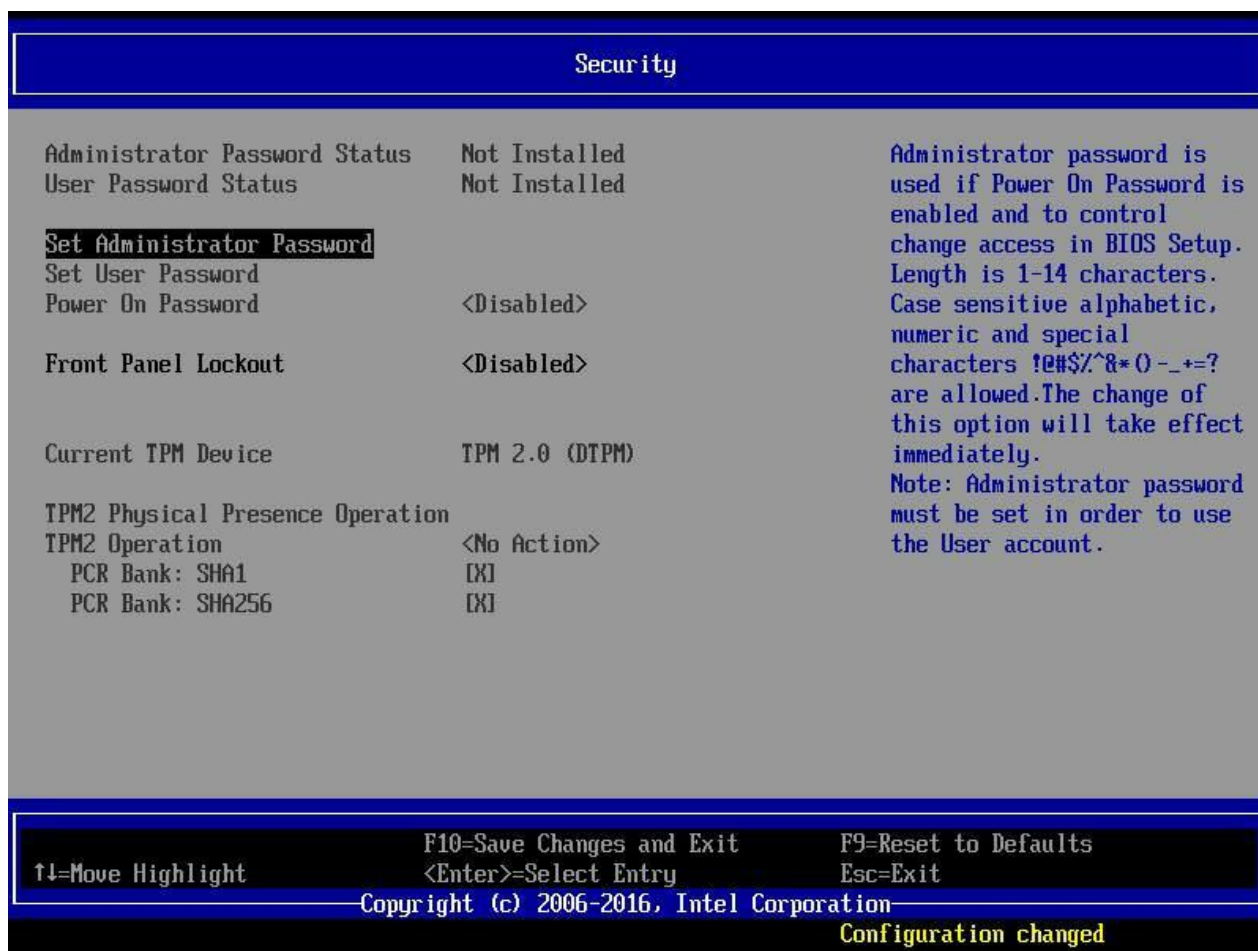 Security
Administrator Password Status Not Installed
User Password Status Not Installed
Set Administrator Password
Set User Password
Power On Password <Disabled>
Front Panel Lockout <Disabled>
Current TPM Device TPM 2.0 (DTPM)
TPM2 Physical Presence Operation
TPM2 Operation <No Action>
PCR Bank: SHA1 [X]
PCR Bank: SHA256 [X]
Administrator password is
used if Power On Password is
enabled and to control
change access in BIOS Setup.
Length is 1-14 characters.
Case sensitive alphabetic,
numeric and special
characters !@#$%^&*()-_+=?
are allowed.The change of
this option will take effect
immediately.
Note: Administrator password
must be set in order to use
the User account.
F10=Save Changes and Exit F9=Reset to Defaults
↑↓=Move Highlight <Enter>=Select Entry Esc=Exit
Copyright (c) 2006-2016, Intel Corporation
Configuration changed